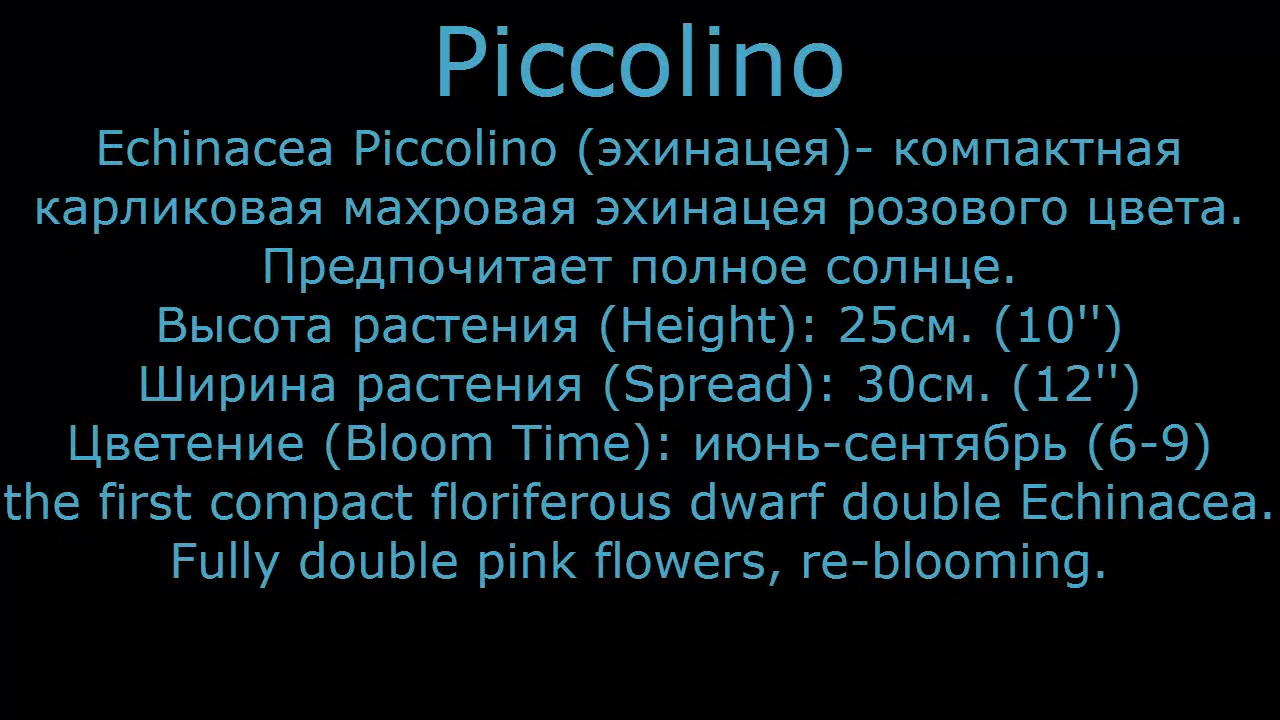 Piccolino
Echinacea Piccolino (эхинацея)- компактная
карликовая махровая эхинацея розового цвета.
Предпочитает полное солнце.
Высота растения (Height): 25см. (10'')
Ширина растения (Spread): 30см. (12'')
Цветение (Bloom Time): июнь-сентябрь (6-9)
the first compact floriferous dwarf double Echinacea.
Fully double pink flowers, re-blooming.